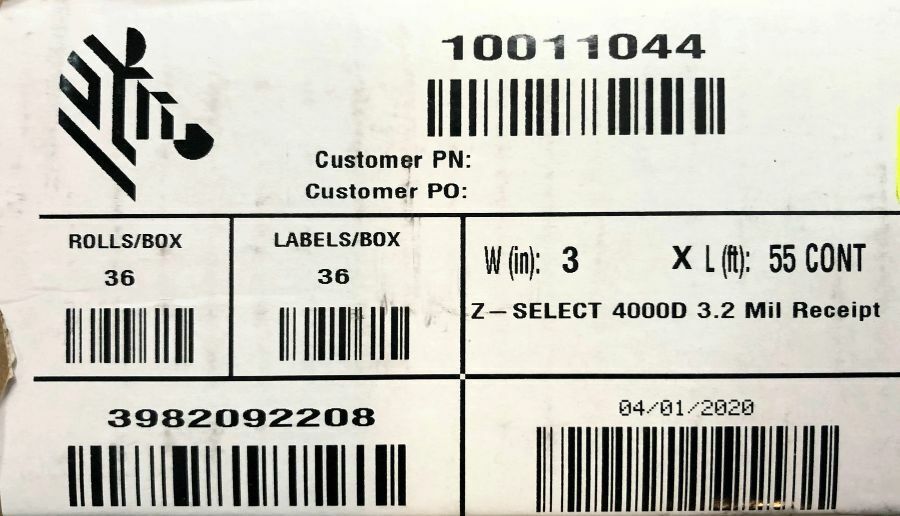 10011044
Customer PN:
Customer PO:
ROLLS/BOX
36
LABELS/BOX
36
W (in): 3 X L (ft): 55 CONT
Z-SELECT 4000D 3.2 Mil Receipt
3982092208
04/01/2020